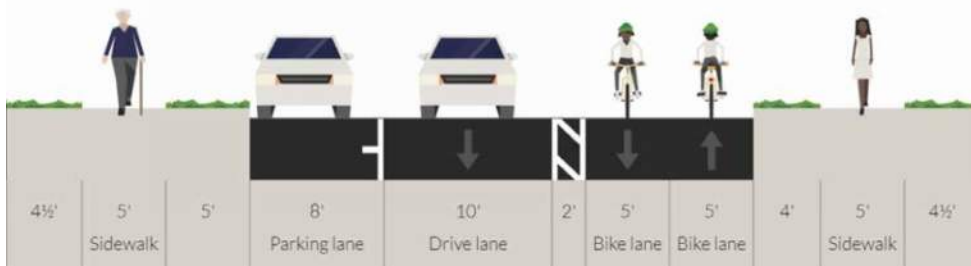 4½' 5' 5' 8' 10' 2' 5' 5' 4' 5' 4½'
Sidewalk Parking lane Drive lane Bike lane Bike lane Sidewalk